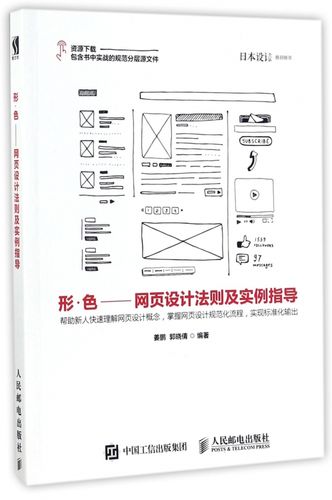 资源下载
包含书中实战的规范分层源文件
日本设计
SUBSCRIBE
1539
FOLLOWERS
97
MESSAGES
1 2 3 4
形·色——网页设计法则及实例指导
帮助新人快速理解网页设计概念，掌握网页设计规范化流程，实现标准化输出
姜鹏 郭晓倩 · 编著
中国工信出版集团
人民邮电出版社
形·色——网页设计法则及实例指导
人民邮电出版社